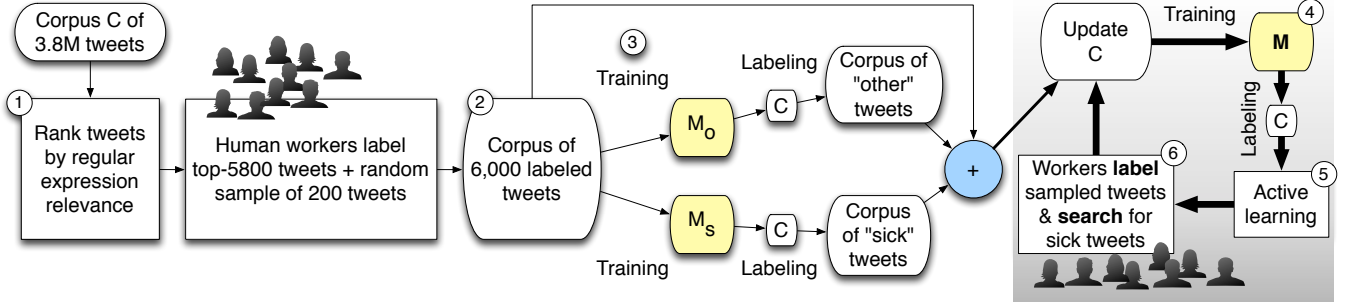 Corpus C of
3.8M tweets
1
Rank tweets
by regular
expression
relevance
Human workers label
top-5800 tweets + random
sample of 200 tweets
2
Corpus of
6,000 labeled
tweets
3
Training
Mo
Labeling
C
Corpus of
"other"
tweets
Training
Ms
Labeling
C
Corpus
of "sick"
tweets
+
Update
C
Training
4
M
Labeling
C
5
Active
learning
6
Workers label
sampled tweets
& search for
sick tweets